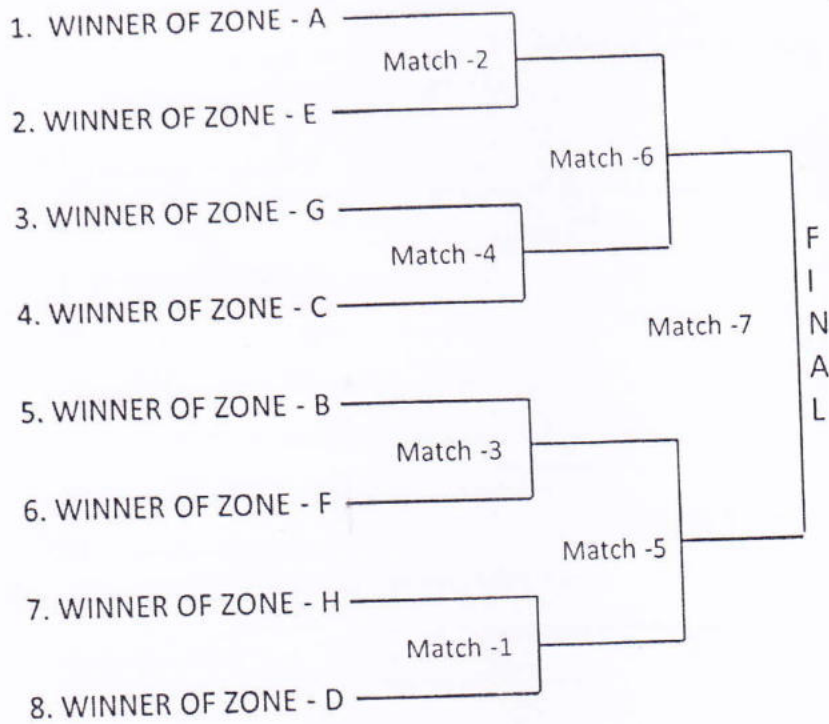 1. WINNER OF ZONE - A
Match -2
2. WINNER OF ZONE - E
Match -6
3. WINNER OF ZONE - G
Match -4
4. WINNER OF ZONE - C
Match -7
FINAL
5. WINNER OF ZONE - B
Match -3
6. WINNER OF ZONE - F
Match -5
7. WINNER OF ZONE - H
Match -1
8. WINNER OF ZONE - D